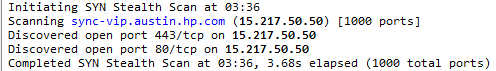 Initiating SYN Stealth Scan at 03:36
Scanning sync-vip.austin.hp.com (15.217.50.50) [1000 ports]
Discovered open port 443/tcp on 15.217.50.50
Discovered open port 80/tcp on 15.217.50.50
Completed SYN Stealth Scan at 03:36, 3.68s elapsed (1000 total ports)